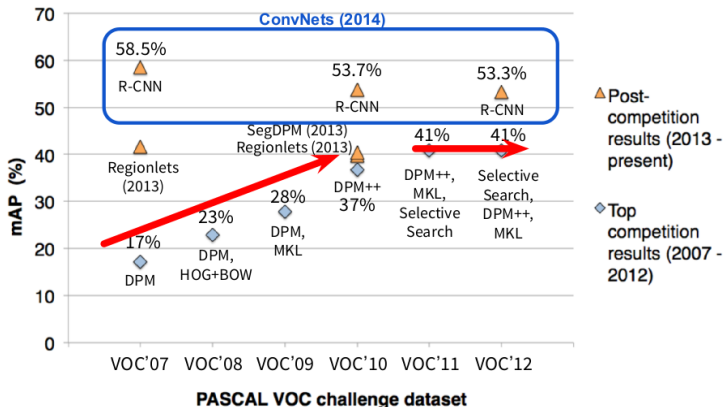 ConvNets (2014)
70
60
50
40
30
20
10
0
mAP (%)
58.5%
R-CNN
53.7%
R-CNN
53.3%
R-CNN
SegDPM (2013)
Regionlets (2013)
Regionlets
(2013)
17%
DPM
23%
DPM,
HOG+BOW
28%
DPM,
MKL
DPM++
37%
41%
DPM++,
MKL,
Selective
Search
41%
Selective
Search,
DPM++,
MKL
VOC'07 VOC'08 VOC'09 VOC'10 VOC'11 VOC'12
PASCAL VOC challenge dataset
Post-
competition
results (2013 -
present)
Top
competition
results (2007 -
2012)